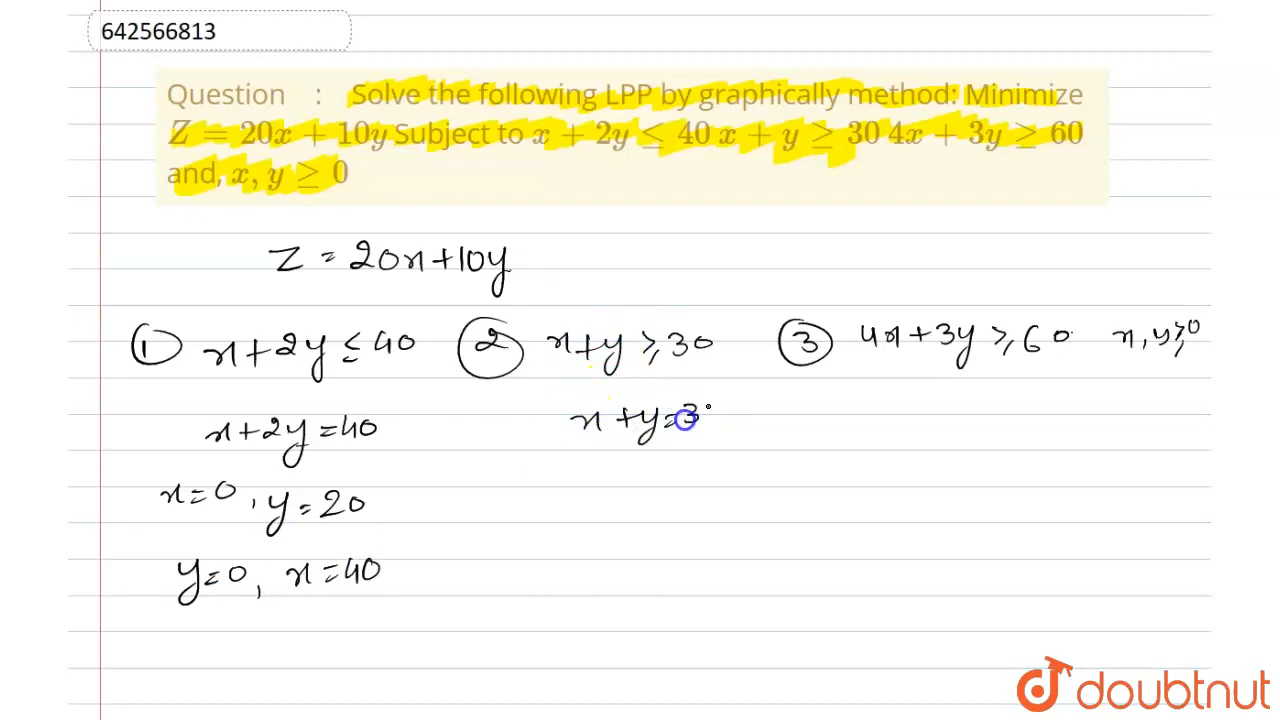 642566813
Question : Solve the following LPP by graphically method: Minimize
Z = 20x + 10y Subject to x + 2y ≤ 40 x + y ≥ 30 4x + 3y ≥ 60
and, x, y ≥ 0
Z = 20x+10y
① x+2y ≤ 40 ② x+y ≥ 30 ③ 4x+3y ≥ 60 x, y ≥ 0
x+2y = 40 x+y=3
x=0, y=20
y=0, x=40
doubtnut